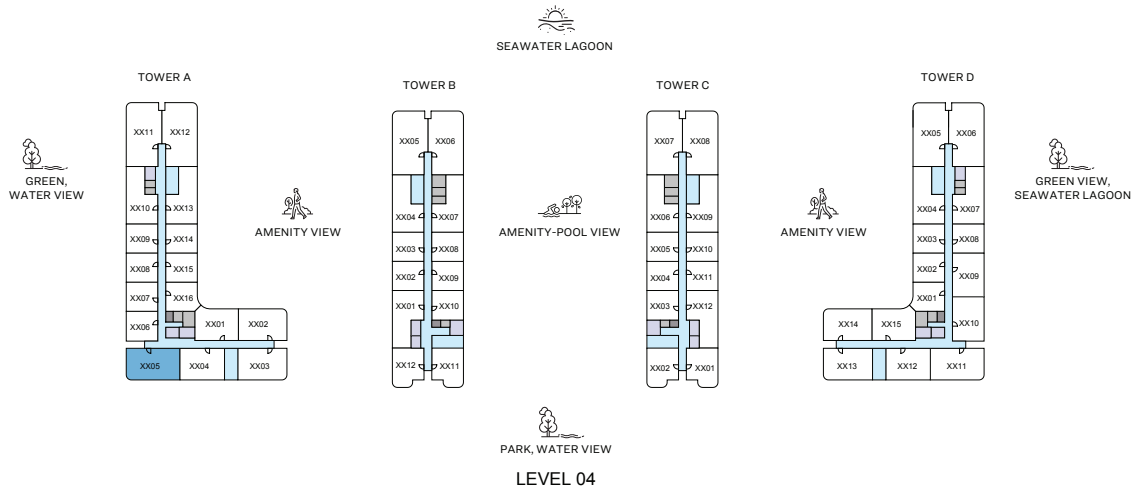 SEAWATER LAGOON
TOWER A
TOWER B
TOWER C
TOWER D
GREEN,
WATER VIEW
AMENITY VIEW
AMENITY-POOL VIEW
AMENITY VIEW
GREEN VIEW,
SEAWATER LAGOON
XX11 XX12
XX10 XX13
XX09 XX14
XX08 XX15
XX07 XX16
XX06 XX01 XX02
XX05 XX04 XX03
XX05 XX06
XX04 XX07
XX03 XX08
XX02 XX09
XX01 XX10
XX12 XX11
XX07 XX08
XX06 XX09
XX05 XX10
XX04 XX11
XX03 XX12
XX02 XX01
XX05 XX06
XX04 XX07
XX03 XX08
XX02 XX09
XX01
XX14 XX15 XX10
XX13 XX12 XX11
PARK, WATER VIEW
LEVEL 04